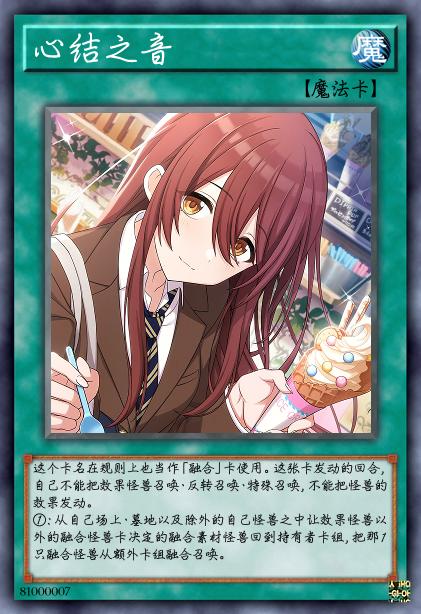 心结之音
魔
【魔法卡】
这个卡名在规则上也当作「融合」卡使用。这张卡发动的回合,
自己不能把效果怪兽召唤·反转召唤·特殊召唤,不能把怪兽的
效果发动。
①:从自己场上·墓地以及除外的自己怪兽之中让效果怪兽以
外的融合怪兽卡决定的融合素材怪兽回到持有者卡组,把那1
只融合怪兽从额外卡组融合召唤。
81000007